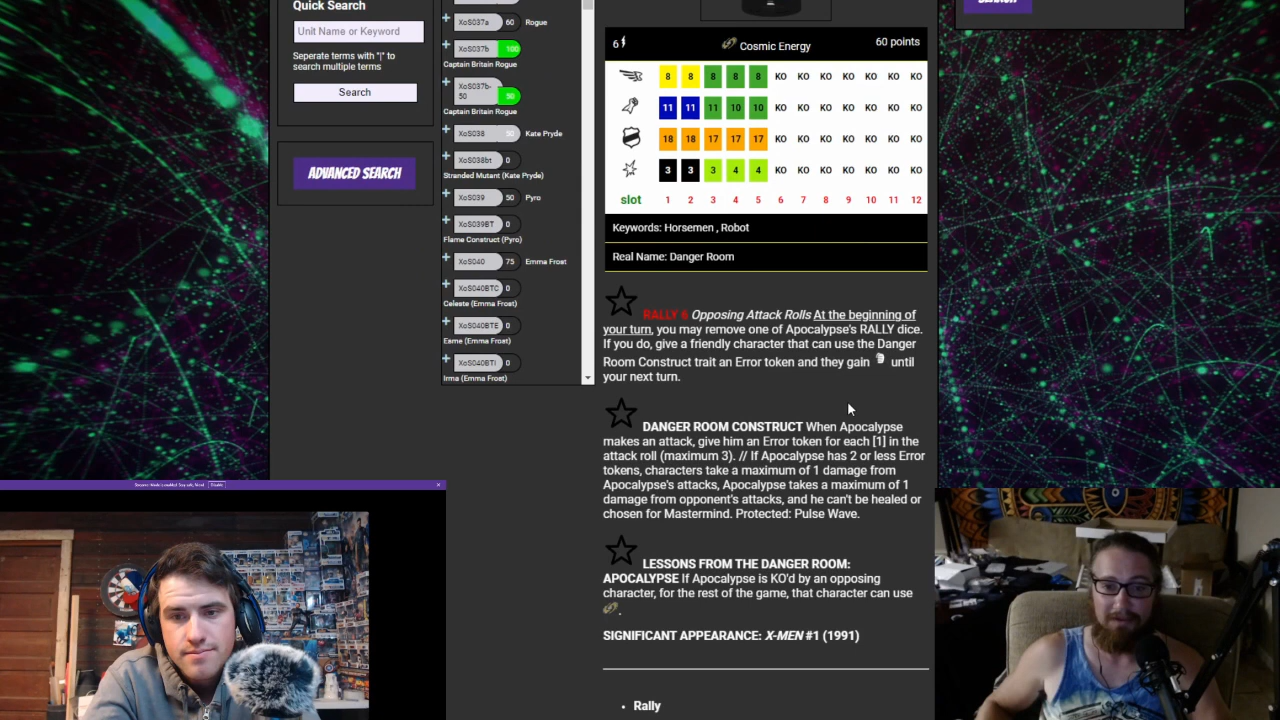 Quick Search
Unit Name or Keyword
Seperate terms with "|" to
search multiple terms
Search
ADVANCED SEARCH
XoS037a 60 Rogue
XoS037b 100
Captain Britain Rogue
XoS037b-
50 50
Captain Britain Rogue
XoS038 50 Kate Pryde
XoS038bt 0
Stranded Mutant (Kate Pryde)
XoS039 50 Pyro
XoS039BT 0
Flame Construct (Pyro)
XoS040 75 Emma Frost
XoS040BTC 0
Celeste (Emma Frost)
XoS040BTE 0
Esme (Emma Frost)
XoS040BTI 0
Irma (Emma Frost)
6 Cosmic Energy 60 points
8 8 8 8 8 KO KO KO KO KO KO KO
11 11 11 10 10 KO KO KO KO KO KO KO
18 18 17 17 17 KO KO KO KO KO KO KO
3 3 3 4 4 KO KO KO KO KO KO KO
slot 1 2 3 4 5 6 7 8 9 10 11 12
Keywords: Horsemen , Robot
Real Name: Danger Room
RALLY 6 Opposing Attack Rolls At the beginning of
your turn, you may remove one of Apocalypse's RALLY dice.
If you do, give a friendly character that can use the Danger
Room Construct trait an Error token and they gain until
your next turn.
DANGER ROOM CONSTRUCT When Apocalypse
makes an attack, give him an Error token for each [1] in the
attack roll (maximum 3). // If Apocalypse has 2 or less Error
tokens, characters take a maximum of 1 damage from
Apocalypse's attacks, Apocalypse takes a maximum of 1
damage from opponent's attacks, and he can't be healed or
chosen for Mastermind. Protected: Pulse Wave.
LESSONS FROM THE DANGER ROOM:
APOCALYPSE If Apocalypse is KO'd by an opposing
character, for the rest of the game, that character can use
.
SIGNIFICANT APPEARANCE: X-MEN #1 (1991)
• Rally